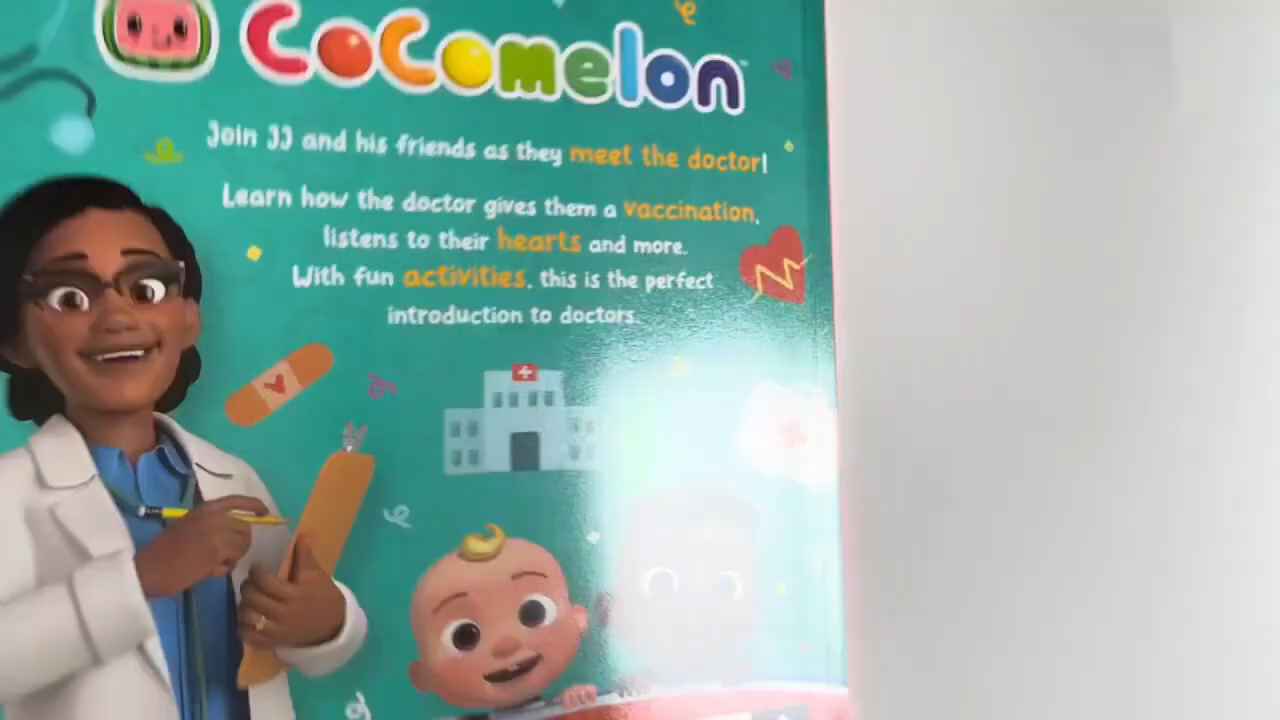 CoComelon™
Join JJ and his friends as they meet the doctor!
Learn how the doctor gives them a vaccination,
listens to their hearts and more.
With fun activities, this is the perfect
introduction to doctors.